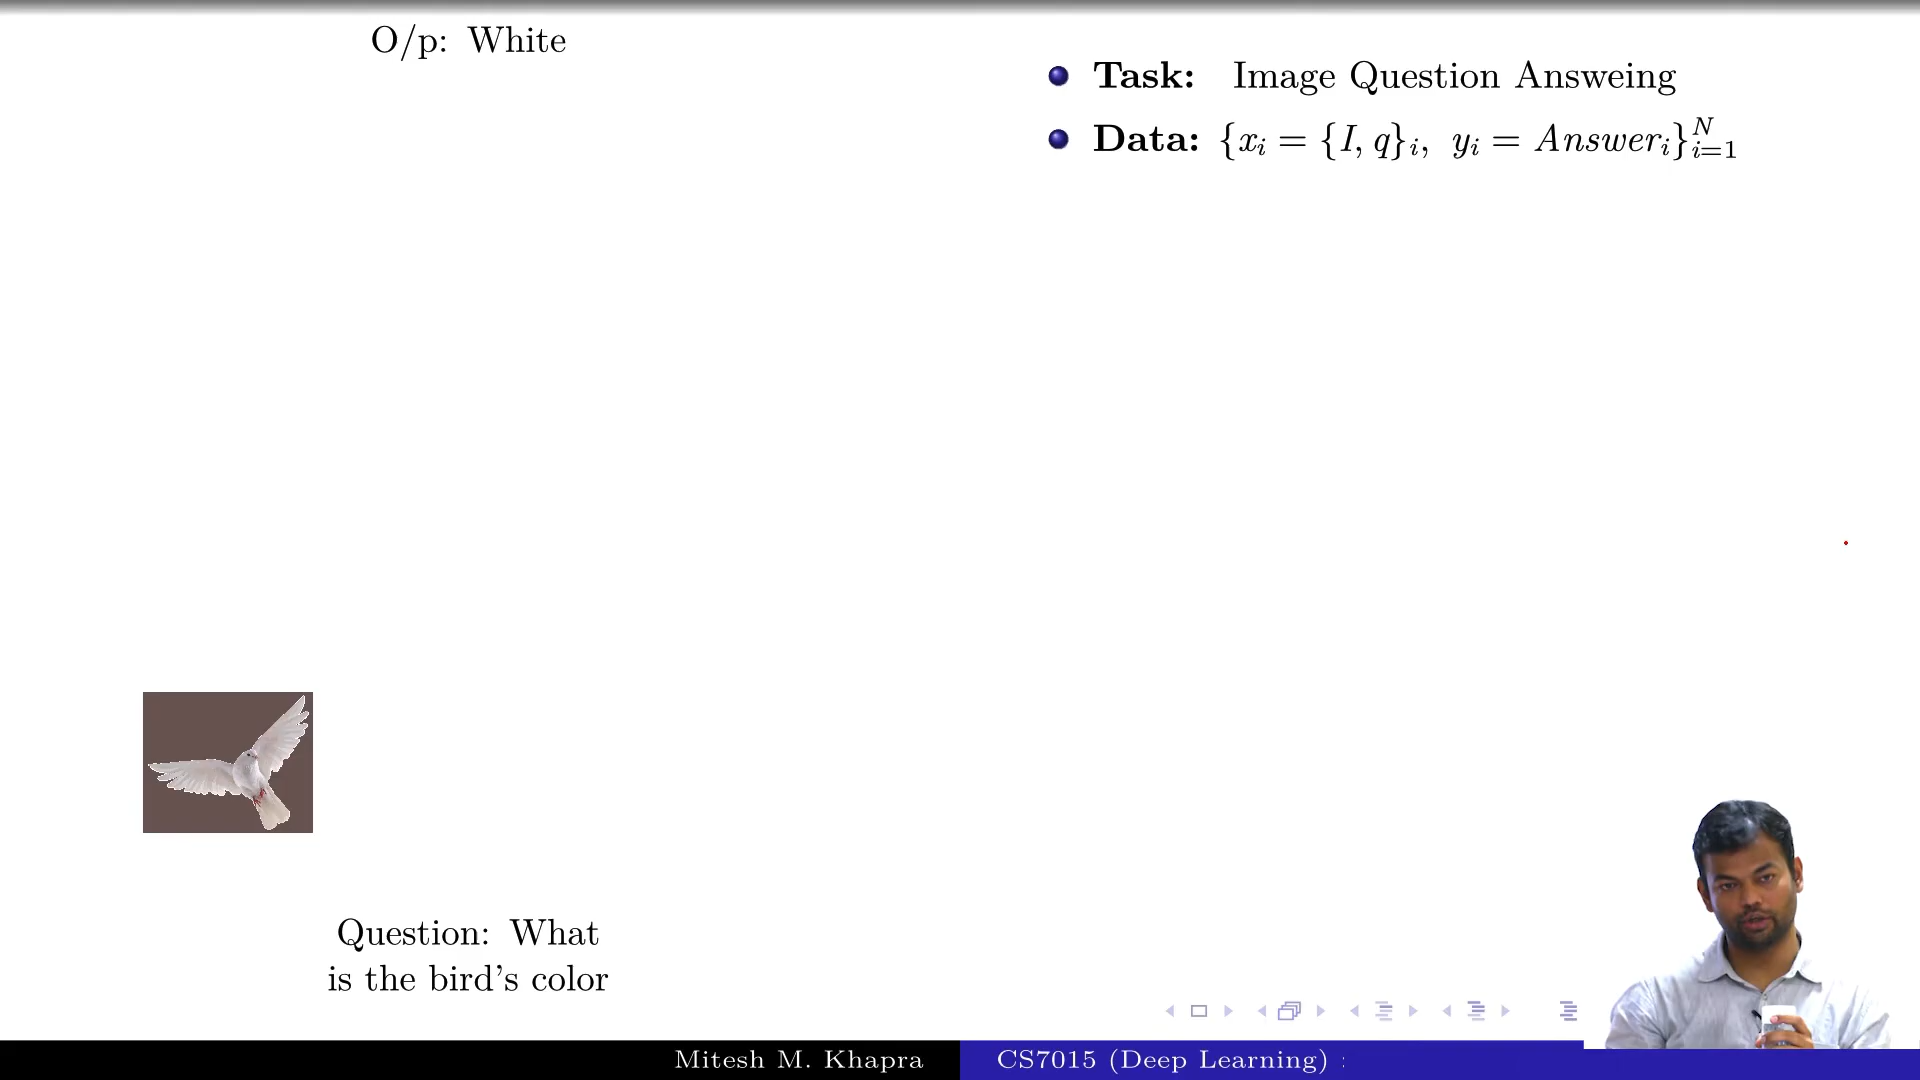 O/p: White
Task: Image Question Answeing
Data: {x_i = {I, q}_i, y_i = Answer_i}_{i=1}^N
Question: What
is the bird's color
Mitesh M. Khapra
CS7015 (Deep Learning) :